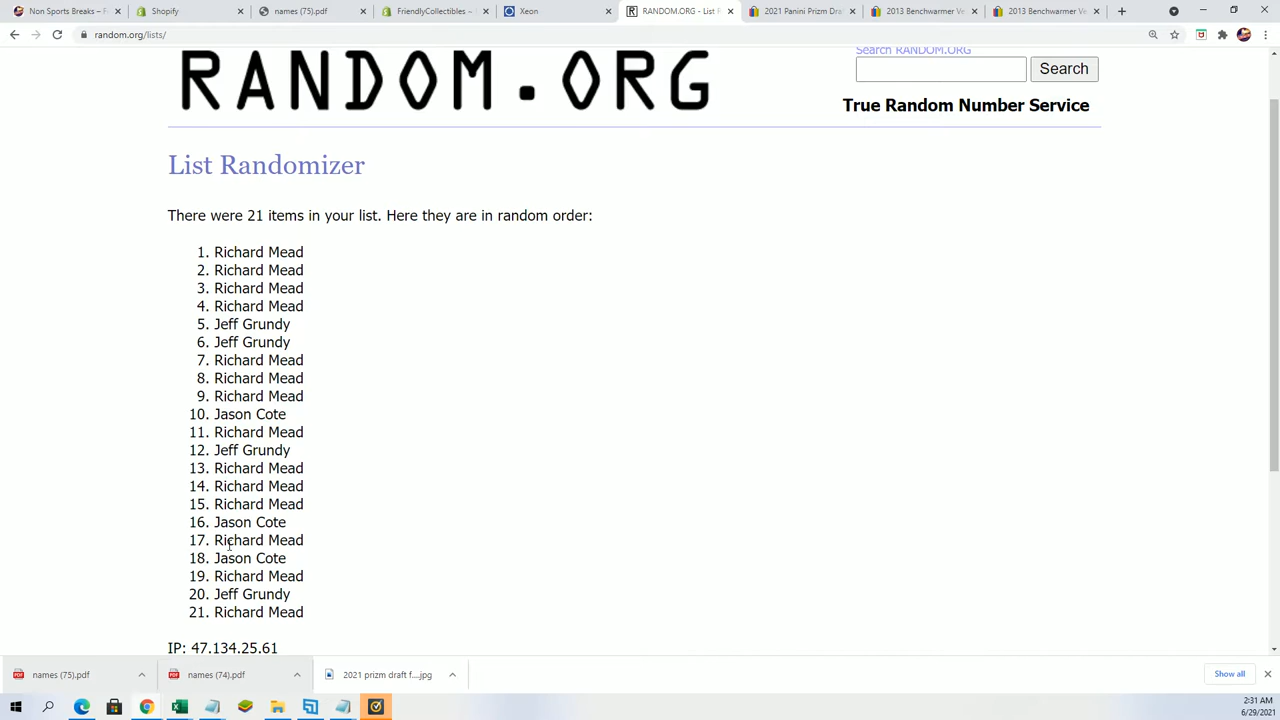 Non Sports Breaks – F
Shopify
names (75).pdf
FriendlyCollectibles ~
Xeon
RANDOM.ORG - List R
2021 Panini Prizm Dra
2013 Benchwarmer Ve
2013 Benchwarmer Ve
random.org/lists/
RANDOM.ORG
Search RANDOM.ORG
Search
True Random Number Service
List Randomizer
There were 21 items in your list. Here they are in random order:
1. Richard Mead
2. Richard Mead
3. Richard Mead
4. Richard Mead
5. Jeff Grundy
6. Jeff Grundy
7. Richard Mead
8. Richard Mead
9. Richard Mead
10. Jason Cote
11. Richard Mead
12. Jeff Grundy
13. Richard Mead
14. Richard Mead
15. Richard Mead
16. Jason Cote
17. Richard Mead
18. Jason Cote
19. Richard Mead
20. Jeff Grundy
21. Richard Mead
IP: 47.134.25.61
names (75).pdf
names (74).pdf
2021 prizm draft f....jpg
Show all
2:31 AM
6/29/2021